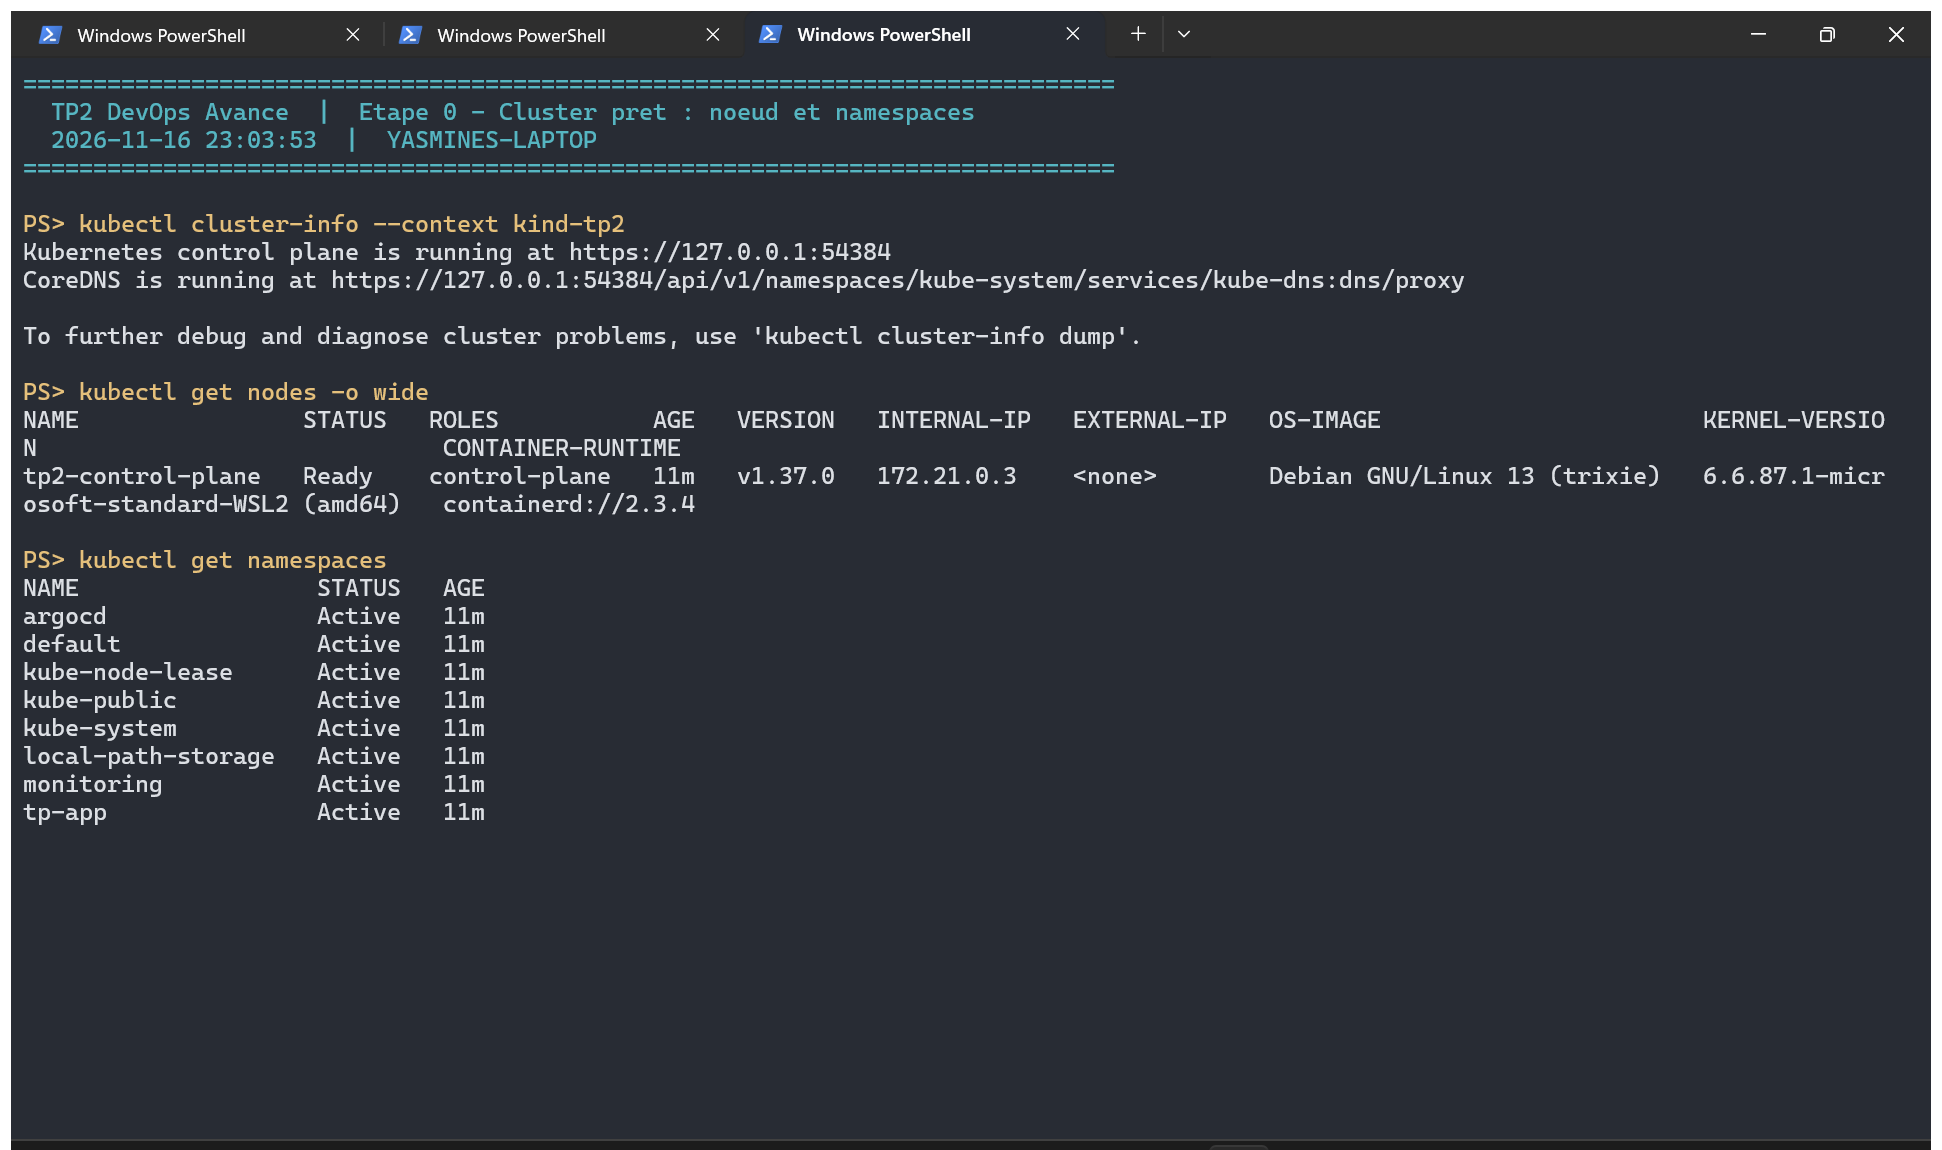 Windows PowerShell Windows PowerShell Windows PowerShell
==============================================================================
TP2 DevOps Avance | Etape 0 - Cluster pret : noeud et namespaces
2026-11-16 23:03:53 | YASMINES-LAPTOP
==============================================================================
PS> kubectl cluster-info --context kind-tp2
Kubernetes control plane is running at https://127.0.0.1:54384
CoreDNS is running at https://127.0.0.1:54384/api/v1/namespaces/kube-system/services/kube-dns:dns/proxy
To further debug and diagnose cluster problems, use 'kubectl cluster-info dump'.
PS> kubectl get nodes -o wide
NAME STATUS ROLES AGE VERSION INTERNAL-IP EXTERNAL-IP OS-IMAGE KERNEL-VERSIO
N CONTAINER-RUNTIME
tp2-control-plane Ready control-plane 11m v1.37.0 172.21.0.3 <none> Debian GNU/Linux 13 (trixie) 6.6.87.1-micr
osoft-standard-WSL2 (amd64) containerd://2.3.4
PS> kubectl get namespaces
NAME STATUS AGE
argocd Active 11m
default Active 11m
kube-node-lease Active 11m
kube-public Active 11m
kube-system Active 11m
local-path-storage Active 11m
monitoring Active 11m
tp-app Active 11m